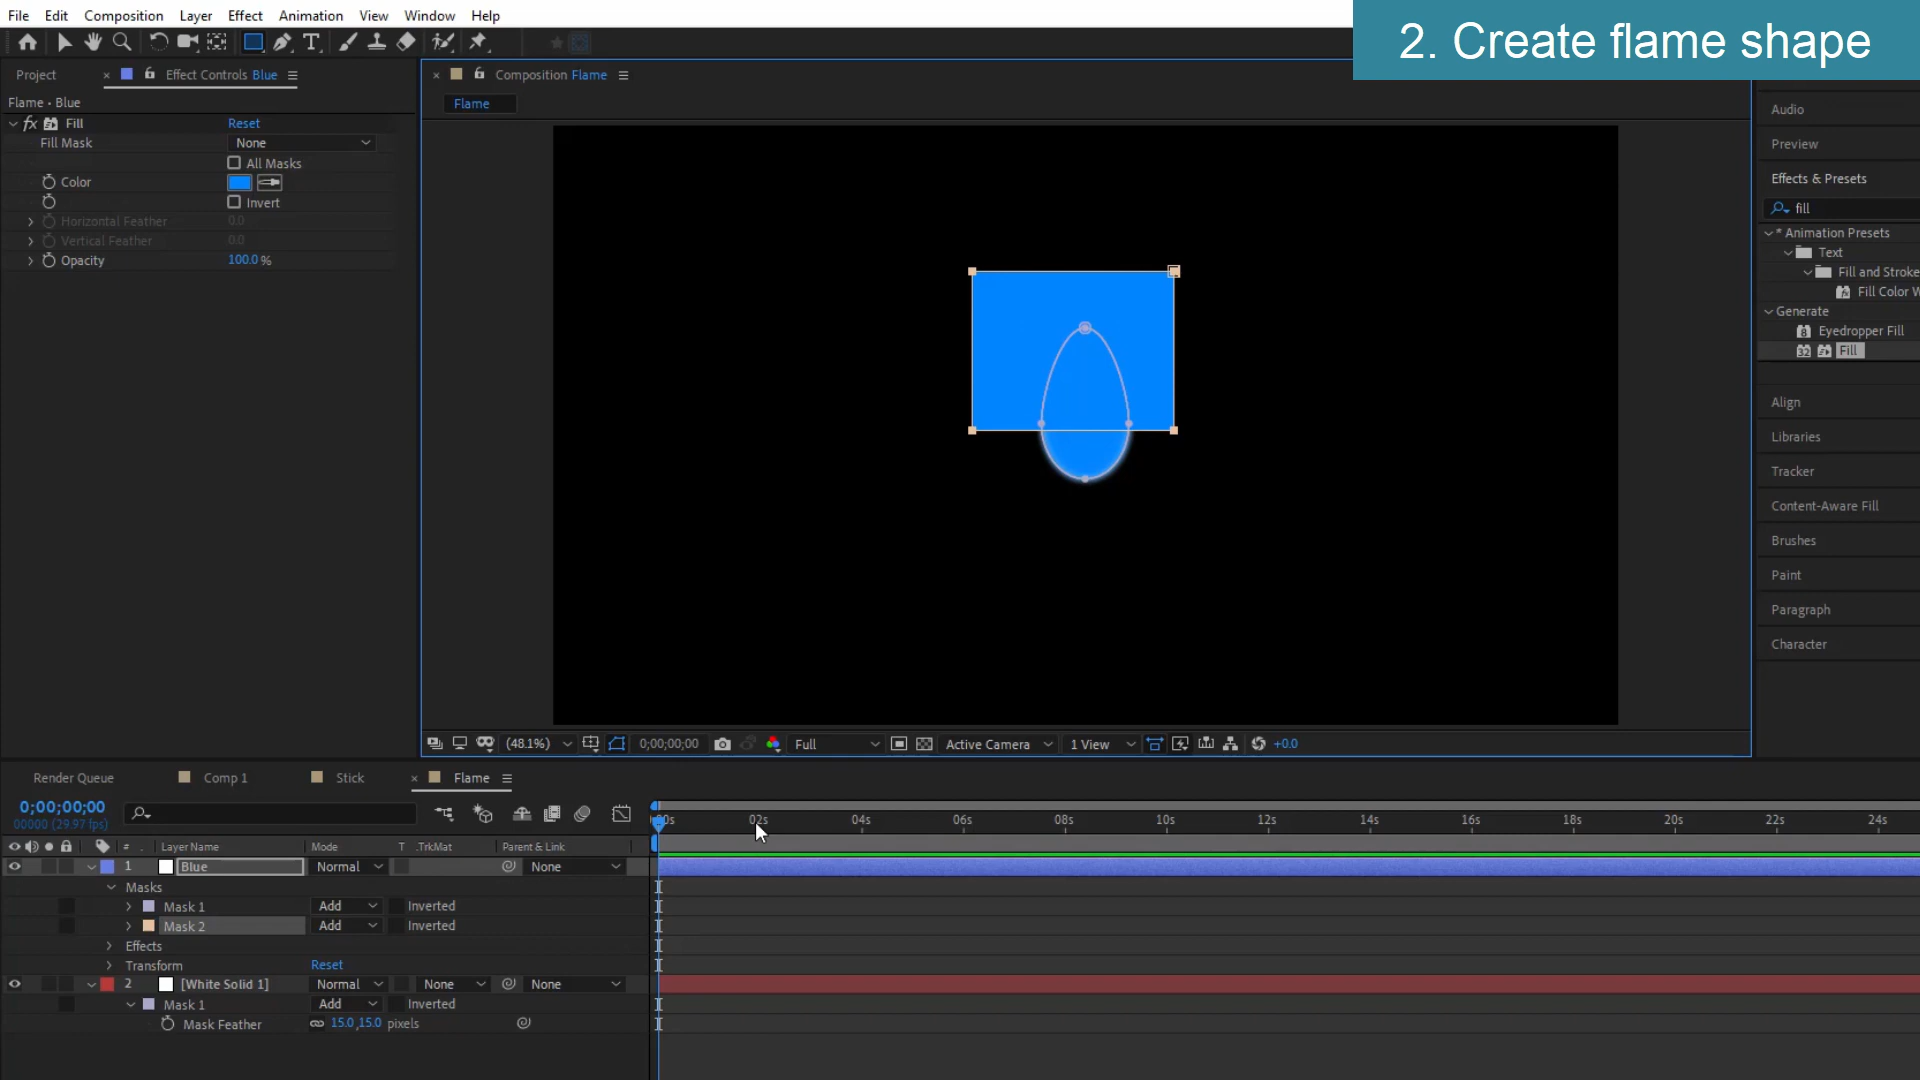 File Edit Composition Layer Effect Animation View Window Help
2. Create flame shape
Project
Effect Controls Blue
Composition Flame
Flame
Flame • Blue
fx Fill Reset
Fill Mask None
All Masks
Color
Invert
Horizontal Feather 0.0
Vertical Feather 0.0
Opacity 100.0 %
Audio
Preview
Effects & Presets
fill
* Animation Presets
Text
Fill and Stroke
Fill Color W
Generate
Eyedropper Fill
Fill
Align
Libraries
Tracker
Content-Aware Fill
Brushes
Paint
Paragraph
Character
(48.1%) 0;00;00;00 Full Active Camera 1 View +0.0
Render Queue Comp 1 Stick Flame
0;00;00;00
00000 (29.97 fps)
02s 04s 06s 08s 10s 12s 14s 16s 18s 20s 22s 24s
# Layer Name Mode T .TrkMat Parent & Link
1 Blue Normal None
Masks
Mask 1 Add Inverted
Mask 2 Add Inverted
Effects
Transform Reset
2 [White Solid 1] Normal None None
Mask 1 Add Inverted
Mask Feather 15.0 ,15.0 pixels